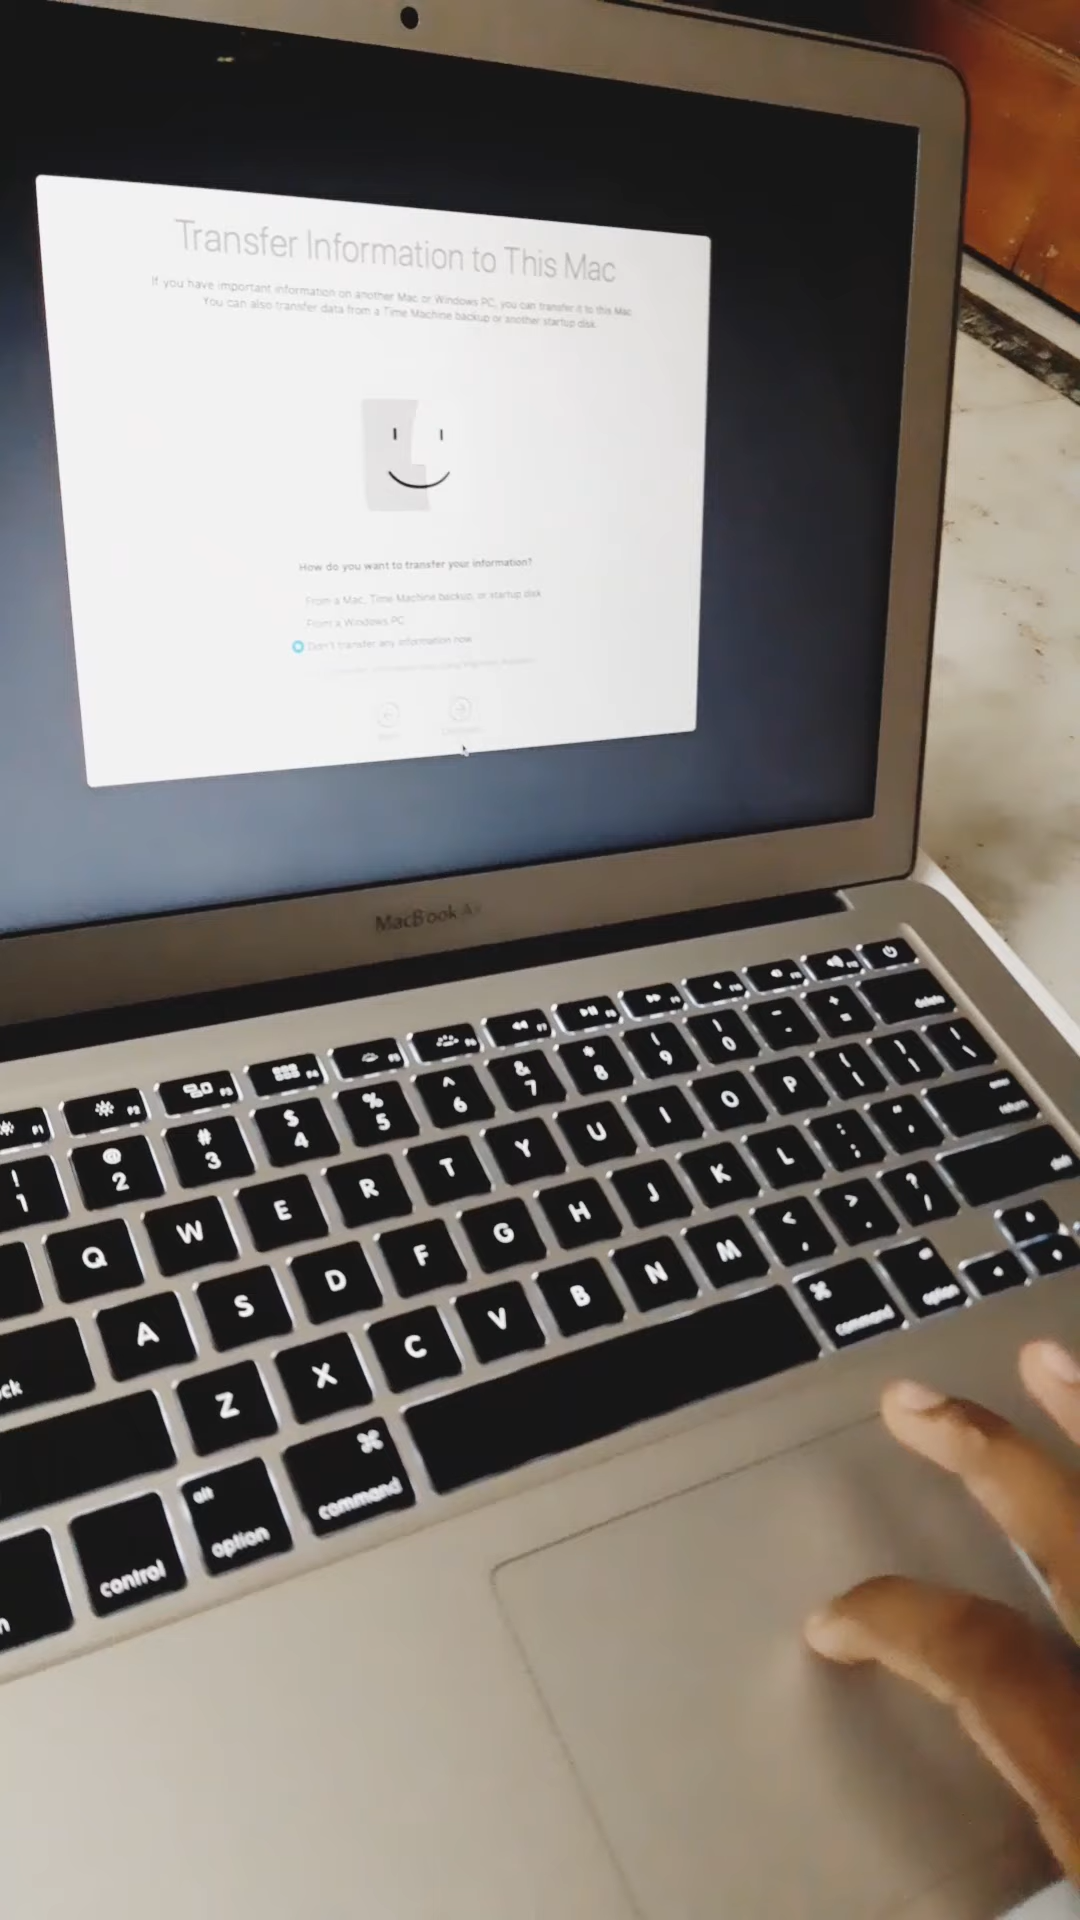 Transfer Information to This Mac
If you have important information on another Mac or Windows PC, you can transfer it to this Mac.
You can also transfer data from a Time Machine backup or another startup disk.
How do you want to transfer your information?
From a Mac, Time Machine backup, or startup disk
From a Windows PC
Don't transfer any information now
MacBook Air
F1 F2 F3 F4 F5 F6 F7 F8 F9 F10 F11 F12
! 1 @ 2 # 3 $ 4 % 5 ^ 6 & 7 * 8 ( 9 ) 0 - + = delete
Q W E R T Y U I O P { [ } ] | \
A S D F G H J K L : ; " ' enter return
Z X C V B N M < , > . ? / shift
control alt option command ⌘ ⌘ command option